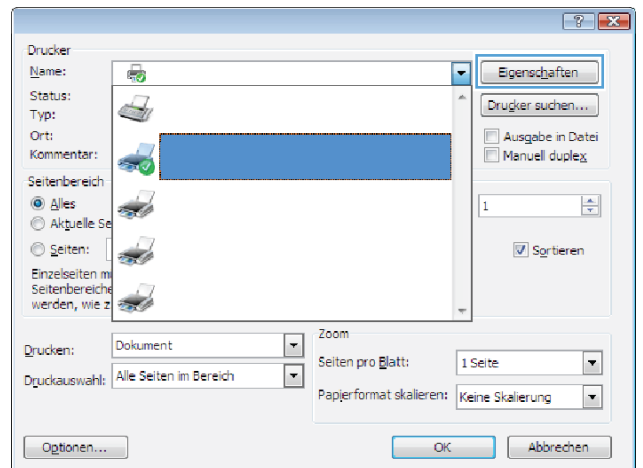 Drucker
Name:
Eigenschaften
Status:
Drucker suchen...
Typ:
Ort:
Ausgabe in Datei
Kommentar:
Manuell duplex
Seitenbereich
Alles
1
Aktuelle Se
Seiten:
Sortieren
Einzelseiten m
Seitenbereiche
werden, wie z
Zoom
Drucken:
Dokument
Seiten pro Blatt:
1 Seite
Druckauswahl:
Alle Seiten im Bereich
Papierformat skalieren:
Keine Skalierung
Optionen...
OK
Abbrechen